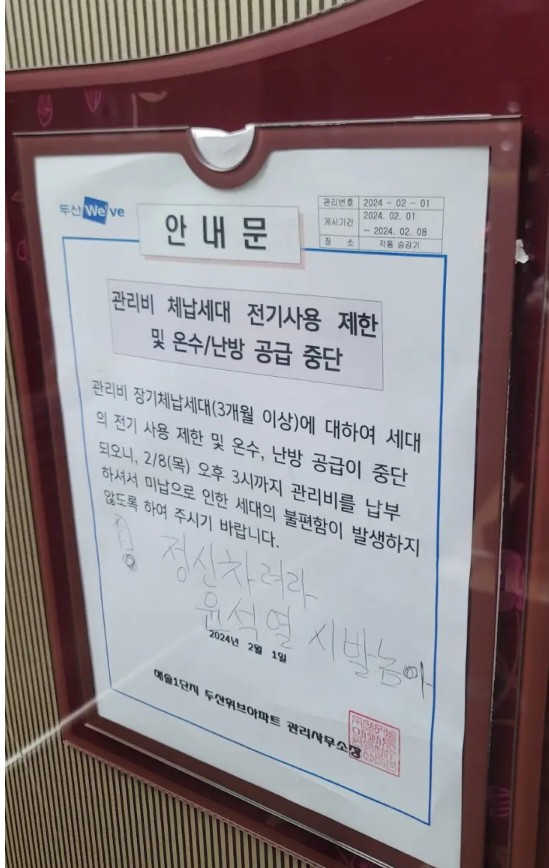 두산 We've
안 내 문
관리번호 2024 - 02 - 01
게시기간 2024. 02. 01
~ 2024. 02. 08
장 소 각동 승강기
관리비 체납세대 전기사용 제한
및 온수/난방 공급 중단
관리비 장기체납세대(3개월 이상)에 대하여 세대
의 전기 사용 제한 및 온수, 난방 공급이 중단
되오니, 2/8(목) 오후 3시까지 관리비를 납부
하셔서 미납으로 인한 세대의 불편함이 발생하지
않도록 하여 주시기 바랍니다.
! 정신차려라
윤석열 시발놈아
2024년 2월 1일
해솔1단지 두산위브아파트 관리사무소장